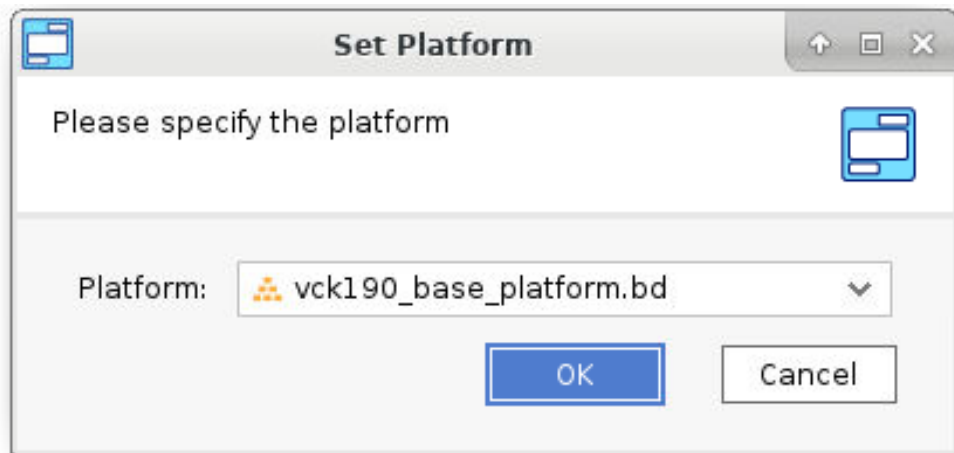 Set Platform
Please specify the platform
Platform: vck190_base_platform.bd
OK Cancel